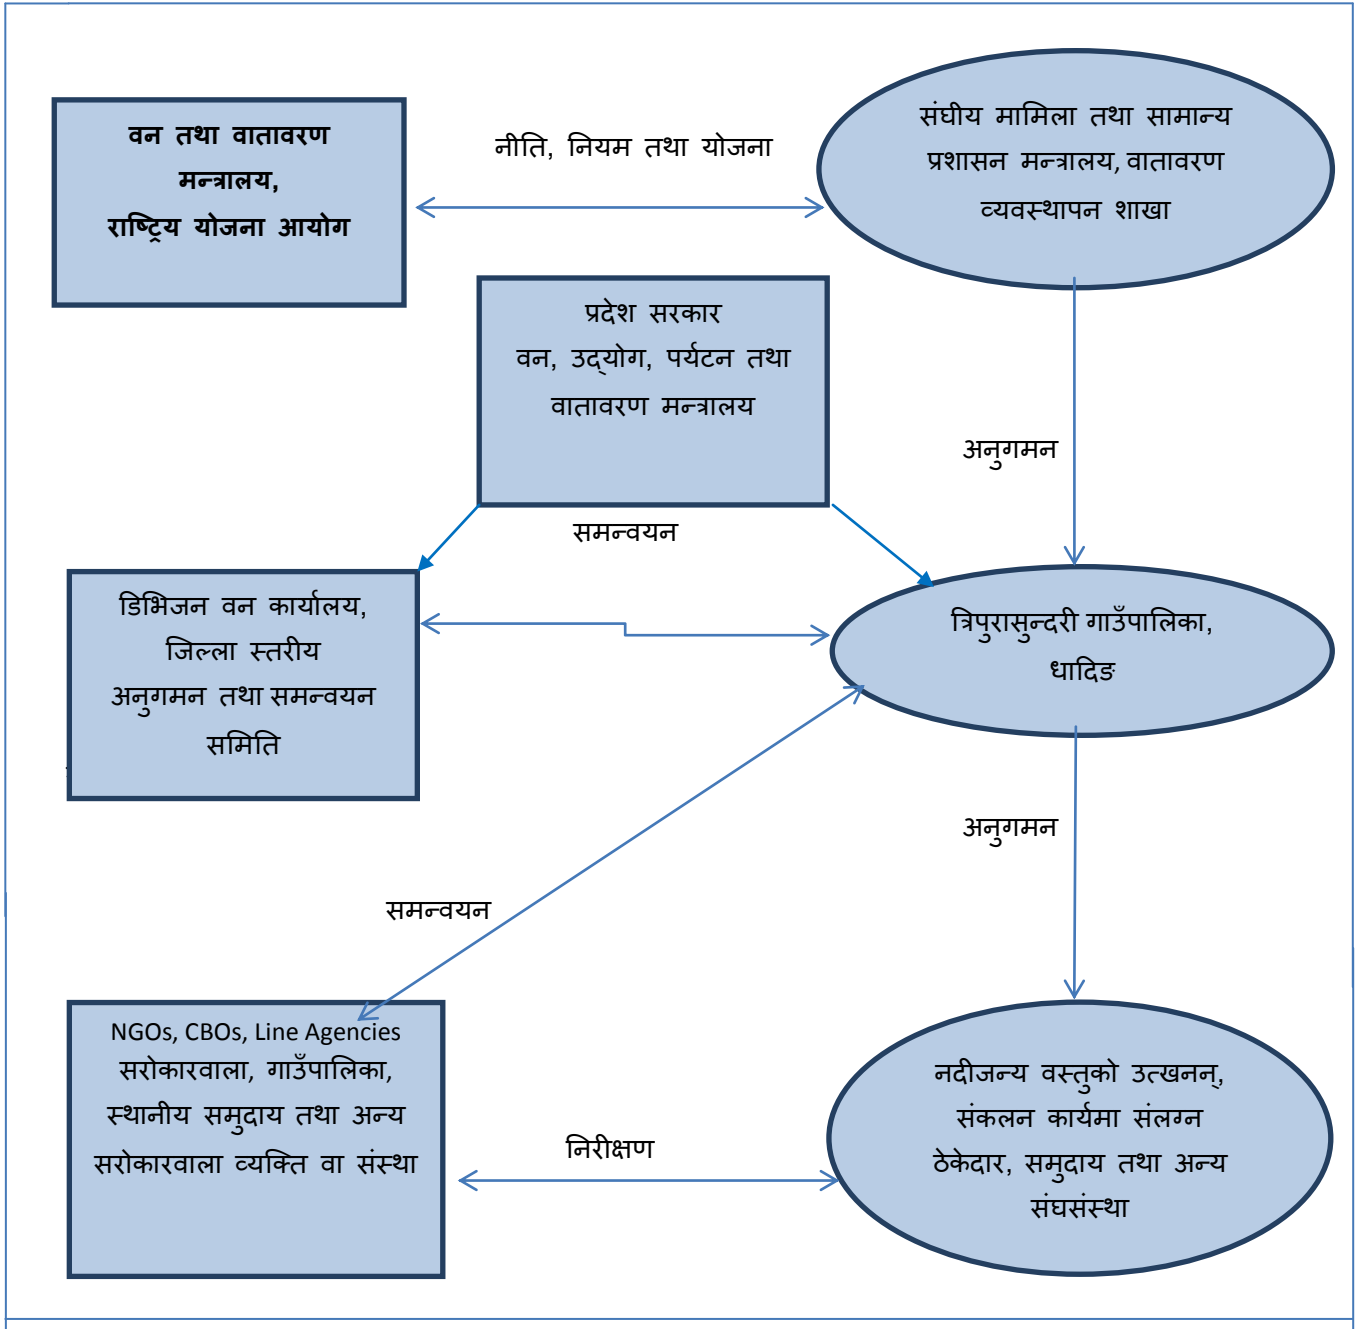 वन तथा वातावरण
मन्त्रालय,
राष्ट्रिय योजना आयोग
नीति, नियम तथा योजना
संघीय मामिला तथा सामान्य
प्रशासन मन्त्रालय, वातावरण
व्यवस्थापन शाखा
प्रदेश सरकार
वन, उद्योग, पर्यटन तथा
वातावरण मन्त्रालय
अनुगमन
समन्वयन
डिभिजन वन कार्यालय,
जिल्ला स्तरीय
अनुगमन तथा समन्वयन
समिति
त्रिपुरासुन्दरी गाउँपालिका,
धादिङ
अनुगमन
समन्वयन
NGOs, CBOs, Line Agencies
सरोकारवाला, गाउँपालिका,
स्थानीय समुदाय तथा अन्य
सरोकारवाला व्यक्ति वा संस्था
निरीक्षण
नदीजन्य वस्तुको उत्खनन्,
संकलन कार्यमा संलग्न
ठेकेदार, समुदाय तथा अन्य
संघसंस्था